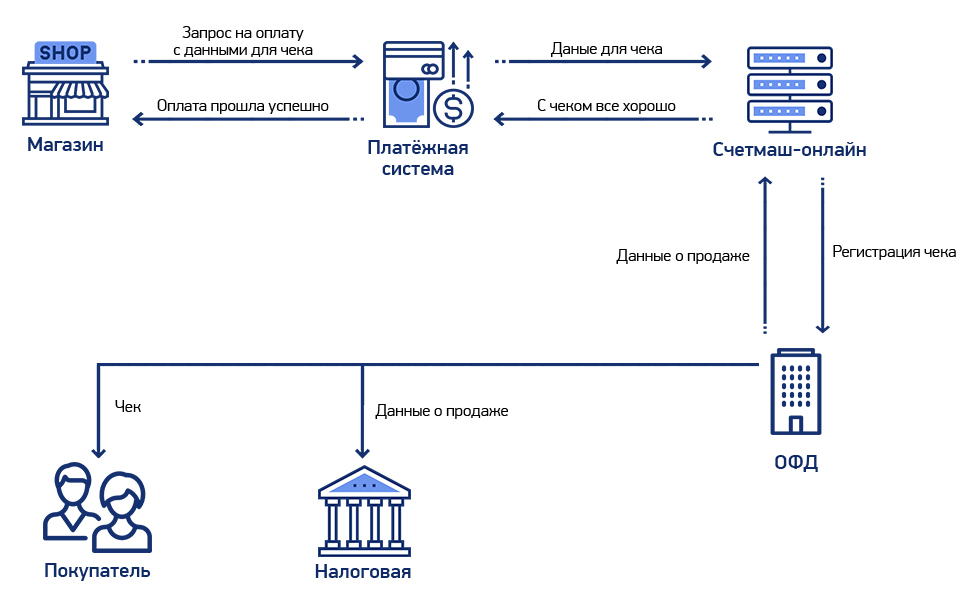 Запрос на оплату
с данными для чека
SHOP
Даные для чека
Оплата прошла успешно
С чеком все хорошо
Магазин
Платёжная
система
Счетмаш-онлайн
Данные о продаже
Регистрация чека
Чек
Данные о продаже
ОФД
Покупатель
Налоговая